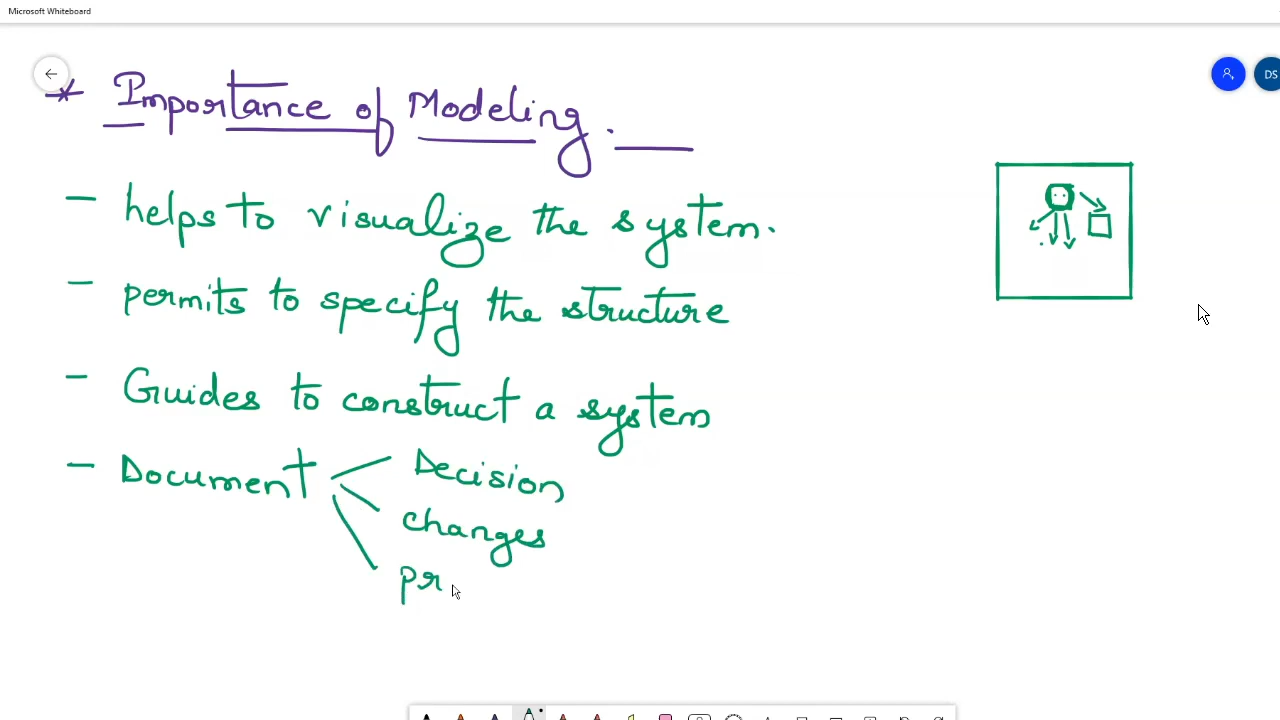 Microsoft Whiteboard
DS
* Importance of Modeling.
- helps to visualize the system.
- permits to specify the structure
- Guides to construct a system
- Document
Decision
changes
pr